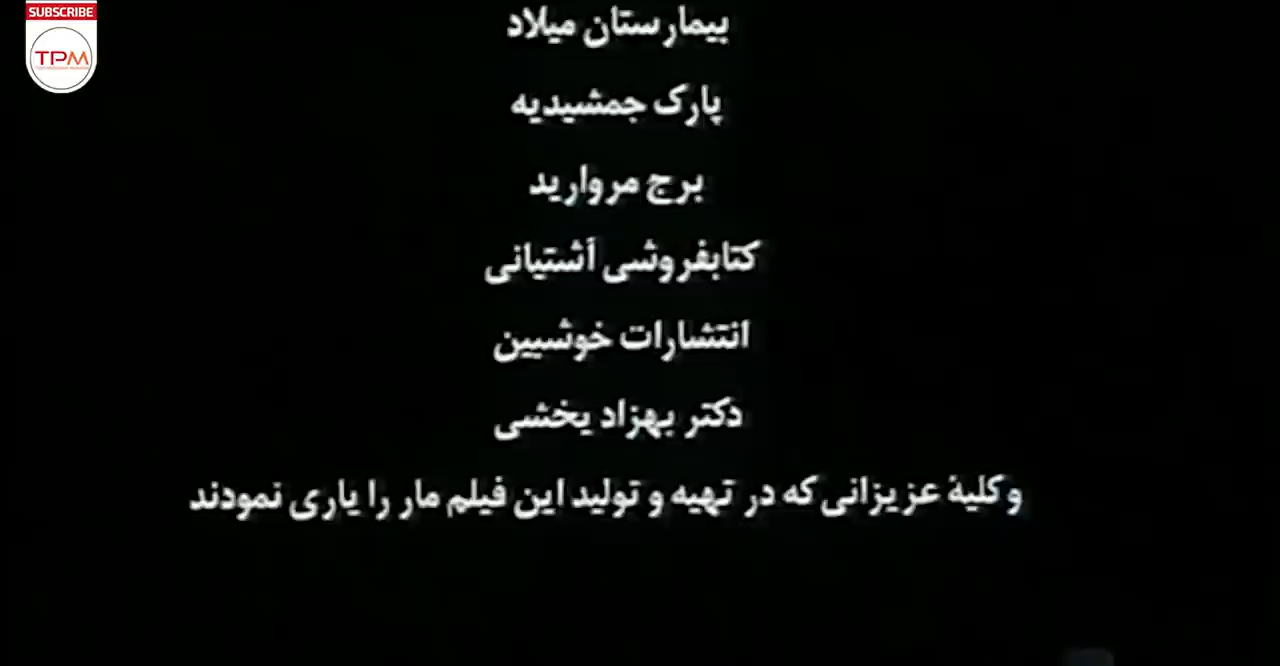 SUBSCRIBE
TPM
بیمارستان میلاد
پارک جمشیدیه
برج مروارید
کتابفروشی آشتیانی
انتشارات خوشبین
دکتر بهزاد یخشی
و کلیهٔ عزیزانی که در تهیه و تولید این فیلم مار را یاری نمودند